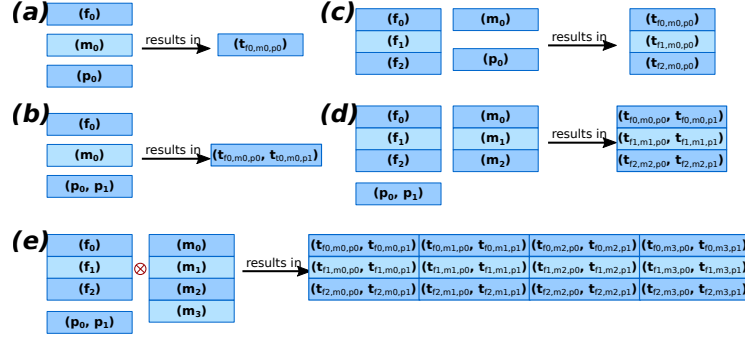 (a)
(f0)
(m0)
(p0)
results in
(tf0,m0,p0)
(c)
(f0)
(f1)
(f2)
(m0)
(p0)
results in
(tf0,m0,p0)
(tf1,m0,p0)
(tf2,m0,p0)
(b)
(f0)
(m0)
(p0, p1)
results in
(tf0,m0,p0, tt0,m0,p1)
(d)
(f0)
(f1)
(f2)
(m0)
(m1)
(m2)
(p0, p1)
results in
(tf0,m0,p0, tf0,m0,p1)
(tf1,m1,p0, tf1,m1,p1)
(tf2,m2,p0, tf2,m2,p1)
(e)
(f0)
(f1)
(f2)
(p0, p1)
⊗
(m0)
(m1)
(m2)
(m3)
results in
(tf0,m0,p0, tf0,m0,p1) (tf0,m1,p0, tf0,m1,p1) (tf0,m2,p0, tf0,m2,p1) (tf0,m3,p0, tf0,m3,p1)
(tf1,m0,p0, tf1,m0,p1) (tf1,m1,p0, tf1,m1,p1) (tf1,m2,p0, tf1,m2,p1) (tf1,m3,p0, tf1,m3,p1)
(tf2,m0,p0, tf2,m0,p1) (tf2,m1,p0, tf2,m1,p1) (tf2,m2,p0, tf2,m2,p1) (tf2,m3,p0, tf2,m3,p1)